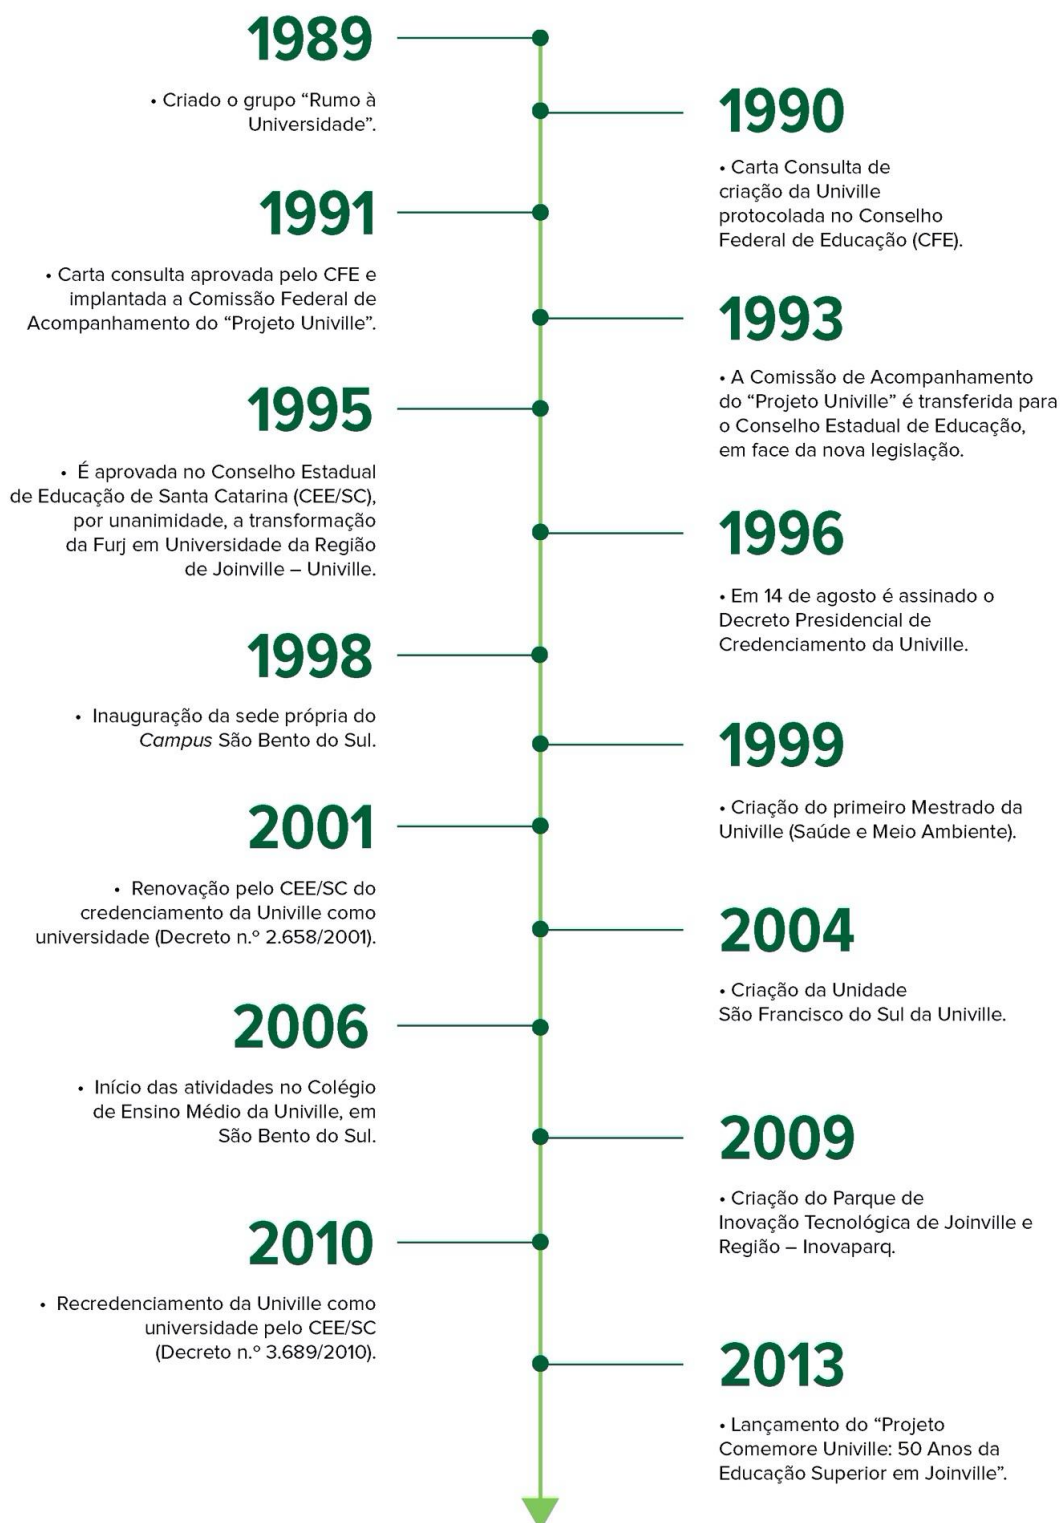 1989
• Criado o grupo “Rumo à
Universidade”.
1990
• Carta Consulta de
criação da Univille
protocolada no Conselho
Federal de Educação (CFE).
1991
• Carta consulta aprovada pelo CFE e
implantada a Comissão Federal de
Acompanhamento do “Projeto Univille”.
1993
• A Comissão de Acompanhamento
do “Projeto Univille” é transferida para
o Conselho Estadual de Educação,
em face da nova legislação.
1995
• É aprovada no Conselho Estadual
de Educação de Santa Catarina (CEE/SC),
por unanimidade, a transformação
da Furj em Universidade da Região
de Joinville – Univille.
1996
• Em 14 de agosto é assinado o
Decreto Presidencial de
Credenciamento da Univille.
1998
• Inauguração da sede própria do
Campus São Bento do Sul.
1999
• Criação do primeiro Mestrado da
Univille (Saúde e Meio Ambiente).
2001
• Renovação pelo CEE/SC do
credenciamento da Univille como
universidade (Decreto n.º 2.658/2001).
2004
• Criação da Unidade
São Francisco do Sul da Univille.
2006
• Início das atividades no Colégio
de Ensino Médio da Univille, em
São Bento do Sul.
2009
• Criação do Parque de
Inovação Tecnológica de Joinville e
Região – Inovaparq.
2010
• Recredenciamento da Univille como
universidade pelo CEE/SC
(Decreto n.º 3.689/2010).
2013
• Lançamento do “Projeto
Comemore Univille: 50 Anos da
Educação Superior em Joinville”.